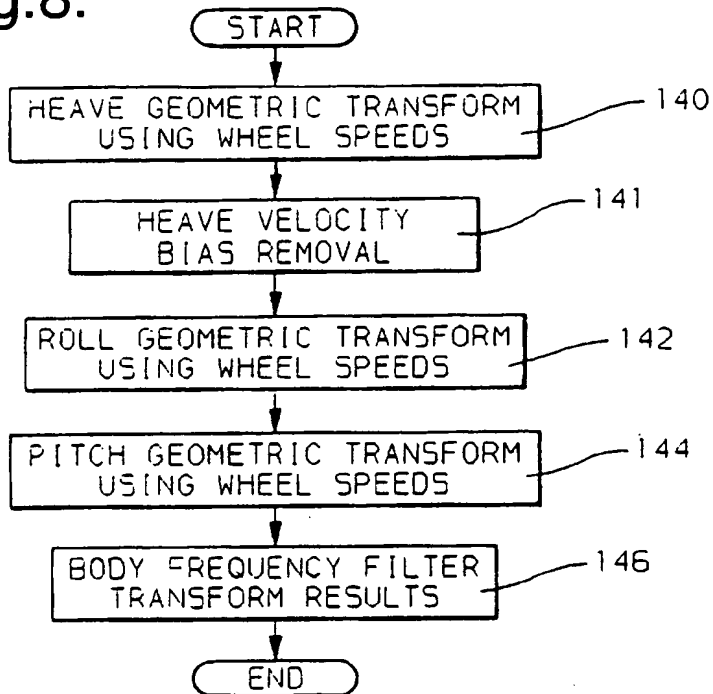 Fig.8.
START
HEAVE GEOMETRIC TRANSFORM
USING WHEEL SPEEDS
140
HEAVE VELOCITY
BIAS REMOVAL
141
ROLL GEOMETRIC TRANSFORM
USING WHEEL SPEEDS
142
PITCH GEOMETRIC TRANSFORM
USING WHEEL SPEEDS
144
BODY FREQUENCY FILTER
TRANSFORM RESULTS
146
END